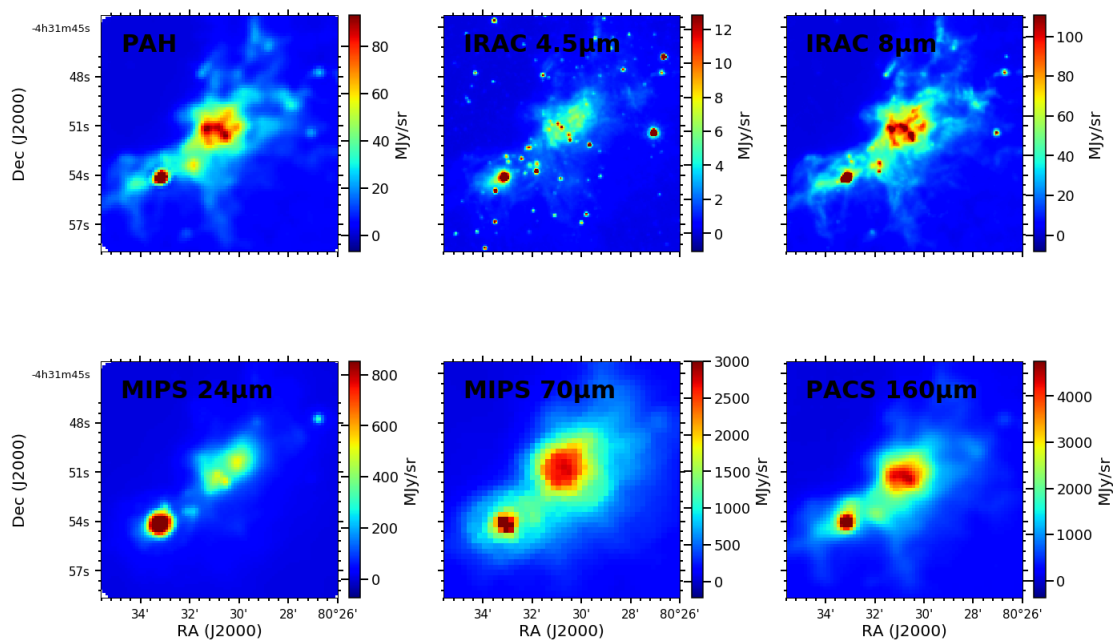 PAH
IRAC 4.5μm
IRAC 8μm
-4h31m45s
48s
51s
54s
57s
Dec (J2000)
80
60
40
20
0
MJy/sr
12
10
8
6
4
2
0
MJy/sr
100
80
60
40
20
0
MJy/sr
MIPS 24μm
MIPS 70μm
PACS 160μm
-4h31m45s
48s
51s
54s
57s
Dec (J2000)
800
600
400
200
0
MJy/sr
3000
2500
2000
1500
1000
500
0
MJy/sr
4000
3000
2000
1000
0
MJy/sr
34' 32' 30' 28' 80°26'
RA (J2000)
34' 32' 30' 28' 80°26'
RA (J2000)
34' 32' 30' 28' 80°26'
RA (J2000)